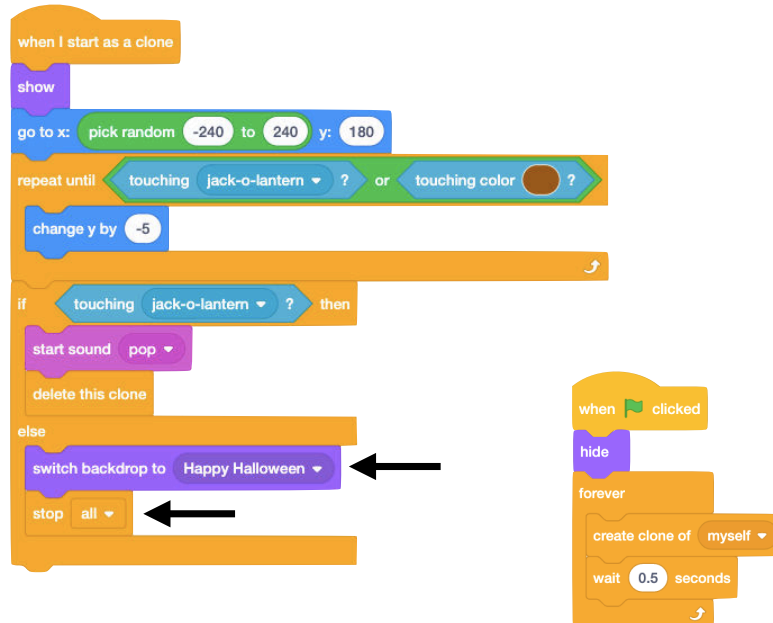 when I start as a clone
show
go to x: pick random -240 to 240 y: 180
repeat until touching jack-o-lantern ? or touching color ?
change y by -5
if touching jack-o-lantern ? then
start sound pop
delete this clone
else
switch backdrop to Happy Halloween
stop all
when clicked
hide
forever
create clone of myself
wait 0.5 seconds